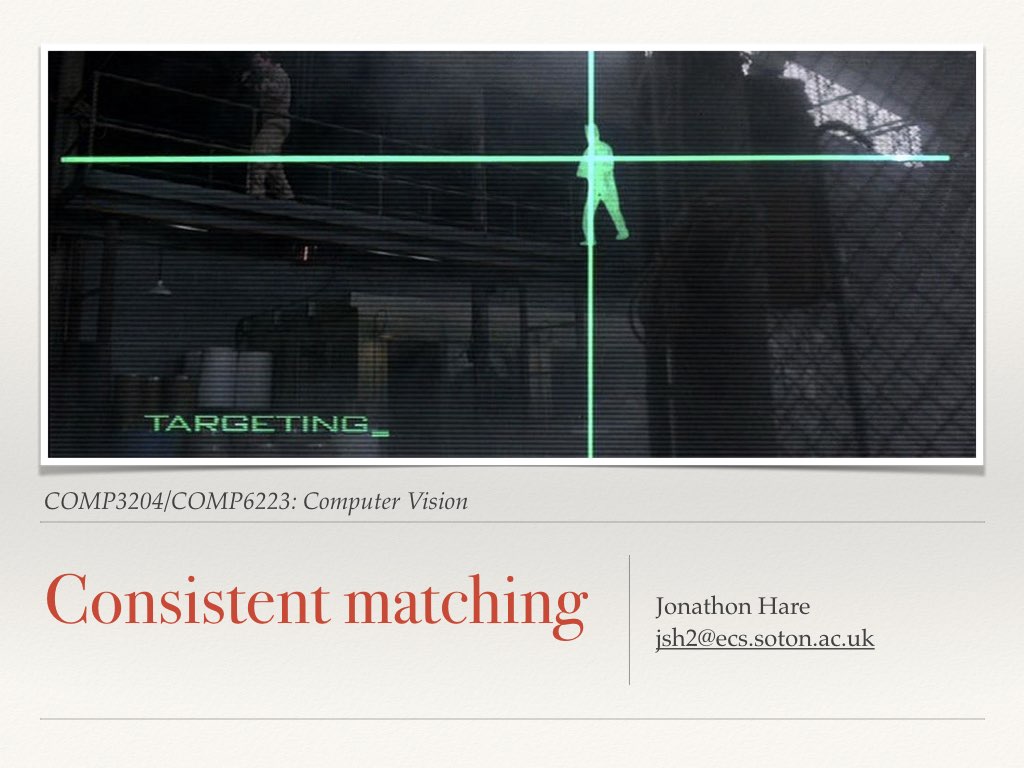 TARGETING_
COMP3204/COMP6223: Computer Vision
Consistent matching
Jonathon Hare
jsh2@ecs.soton.ac.uk